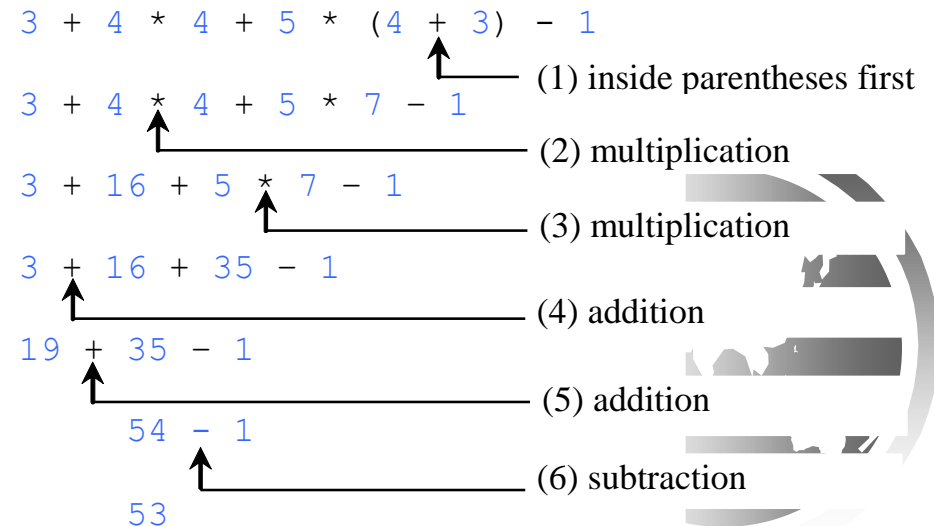 3 + 4 * 4 + 5 * (4 + 3) - 1
(1) inside parentheses first
3 + 4 * 4 + 5 * 7 – 1
(2) multiplication
3 + 16 + 5 * 7 – 1
(3) multiplication
3 + 16 + 35 – 1
(4) addition
19 + 35 – 1
(5) addition
54 - 1
(6) subtraction
53